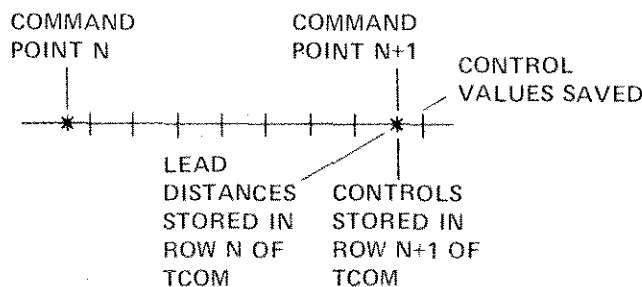 COMMAND
POINT N
COMMAND
POINT N+1
CONTROL
VALUES SAVED
LEAD
DISTANCES
STORED IN
ROW N OF
TCOM
CONTROLS
STORED IN
ROW N+1 OF
TCOM